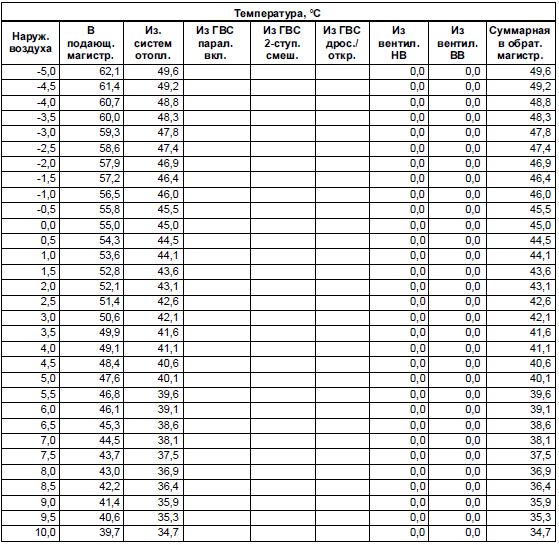 Температура, °С
Наруж. воздуха В подающ. магистр. Из. систем отопл. Из ГВС парал. вкл. Из ГВС 2-ступ. смеш. Из ГВС дрос./откр. Из вентил. НВ Из вентил. ВВ Суммарная в обрат. магистр.
-5,0 62,1 49,6 0,0 0,0 49,6
-4,5 61,4 49,2 0,0 0,0 49,2
-4,0 60,7 48,8 0,0 0,0 48,8
-3,5 60,0 48,3 0,0 0,0 48,3
-3,0 59,3 47,8 0,0 0,0 47,8
-2,5 58,6 47,4 0,0 0,0 47,4
-2,0 57,9 46,9 0,0 0,0 46,9
-1,5 57,2 46,4 0,0 0,0 46,4
-1,0 56,5 46,0 0,0 0,0 46,0
-0,5 55,8 45,5 0,0 0,0 45,5
0,0 55,0 45,0 0,0 0,0 45,0
0,5 54,3 44,5 0,0 0,0 44,5
1,0 53,6 44,1 0,0 0,0 44,1
1,5 52,8 43,6 0,0 0,0 43,6
2,0 52,1 43,1 0,0 0,0 43,1
2,5 51,4 42,6 0,0 0,0 42,6
3,0 50,6 42,1 0,0 0,0 42,1
3,5 49,9 41,6 0,0 0,0 41,6
4,0 49,1 41,1 0,0 0,0 41,1
4,5 48,4 40,6 0,0 0,0 40,6
5,0 47,6 40,1 0,0 0,0 40,1
5,5 46,8 39,6 0,0 0,0 39,6
6,0 46,1 39,1 0,0 0,0 39,1
6,5 45,3 38,6 0,0 0,0 38,6
7,0 44,5 38,1 0,0 0,0 38,1
7,5 43,7 37,5 0,0 0,0 37,5
8,0 43,0 36,9 0,0 0,0 36,9
8,5 42,2 36,4 0,0 0,0 36,4
9,0 41,4 35,9 0,0 0,0 35,9
9,5 40,6 35,3 0,0 0,0 35,3
10,0 39,7 34,7 0,0 0,0 34,7